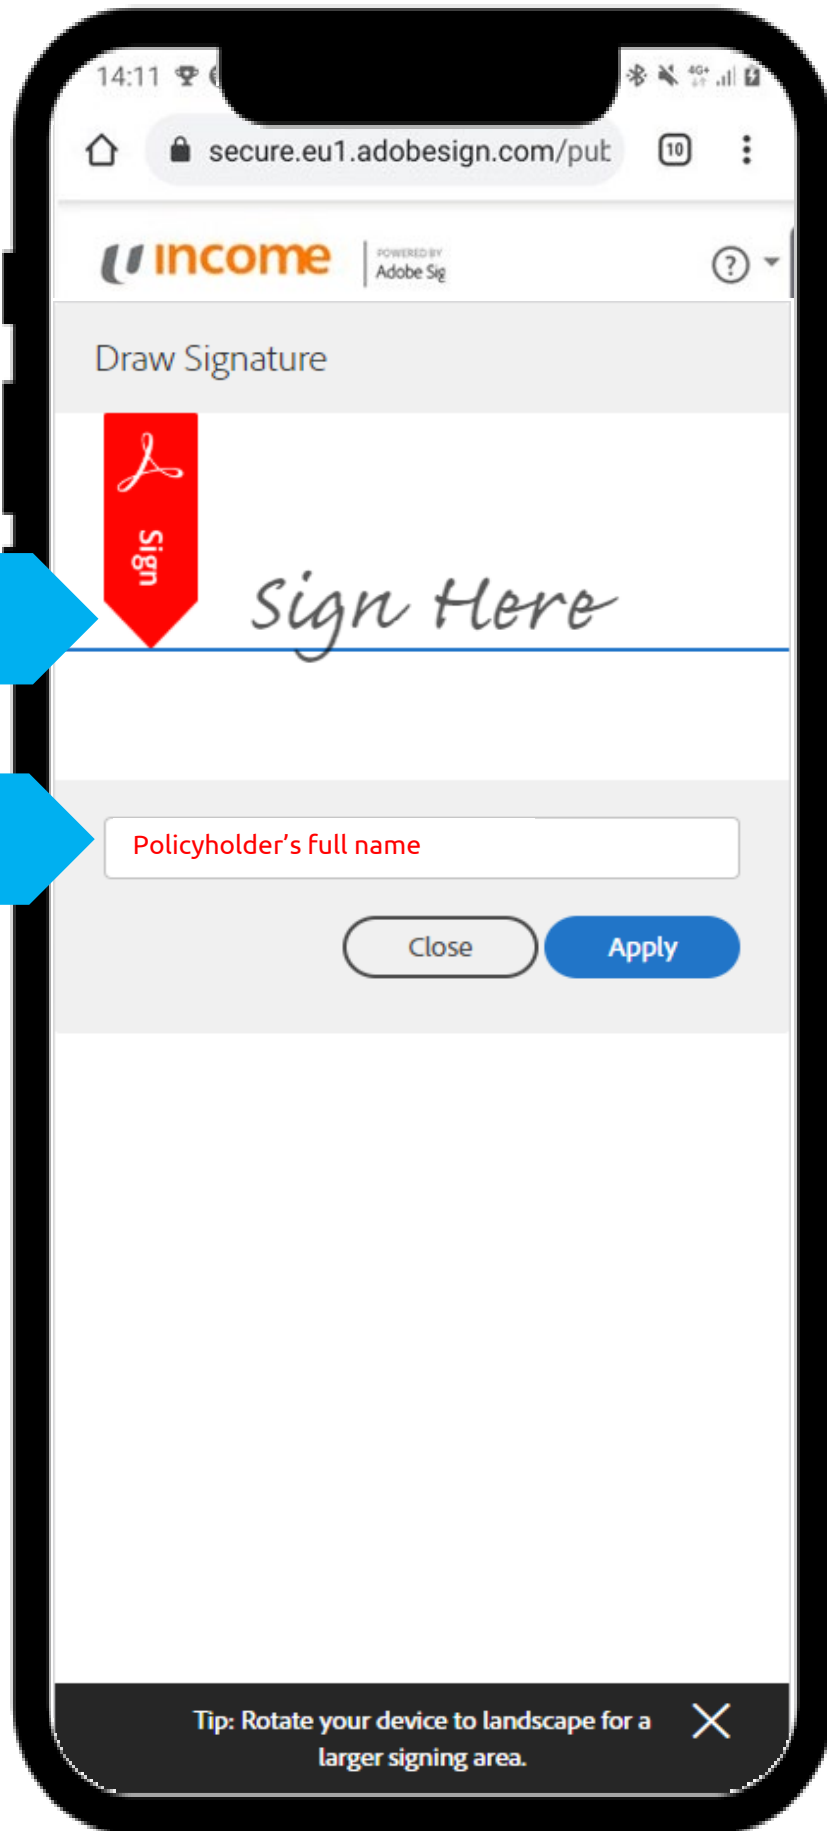 14:11
4G+
secure.eu1.adobesign.com/pub
10
income
POWERED BY
Adobe Sig
?
Draw Signature
Sign
Sign Here
Policyholder's full name
Close
Apply
Tip: Rotate your device to landscape for a
larger signing area.